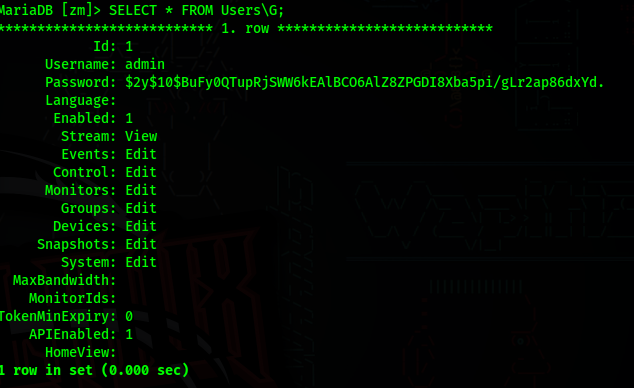 MariaDB [zm]> SELECT * FROM Users\G;
*************************** 1. row ***************************
Id: 1
Username: admin
Password: $2y$10$BuFy0QTupRjSWW6kEAlBCO6AlZ8ZPGDI8Xba5pi/gLr2ap86dxYd.
Language:
Enabled: 1
Stream: View
Events: Edit
Control: Edit
Monitors: Edit
Groups: Edit
Devices: Edit
Snapshots: Edit
System: Edit
MaxBandwidth:
MonitorIds:
TokenMinExpiry: 0
APIEnabled: 1
HomeView:
1 row in set (0.000 sec)